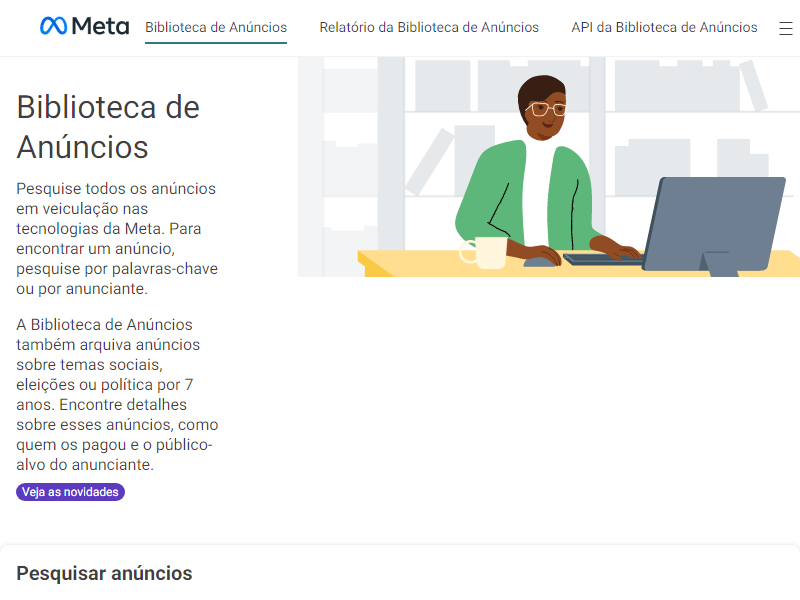 Meta
Biblioteca de Anúncios
Relatório da Biblioteca de Anúncios
API da Biblioteca de Anúncios
Biblioteca de
Anúncios
Pesquise todos os anúncios
em veiculação nas
tecnologias da Meta. Para
encontrar um anúncio,
pesquise por palavras-chave
ou por anunciante.
A Biblioteca de Anúncios
também arquiva anúncios
sobre temas sociais,
eleições ou política por 7
anos. Encontre detalhes
sobre esses anúncios, como
quem os pagou e o público-
alvo do anunciante.
Veja as novidades
Pesquisar anúncios